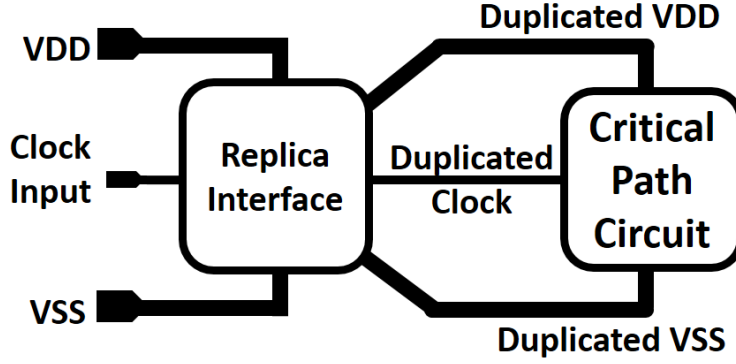 Duplicated VDD
VDD
Clock
Input
Replica
Interface
Duplicated
Clock
Critical
Path
Circuit
VSS
Duplicated VSS